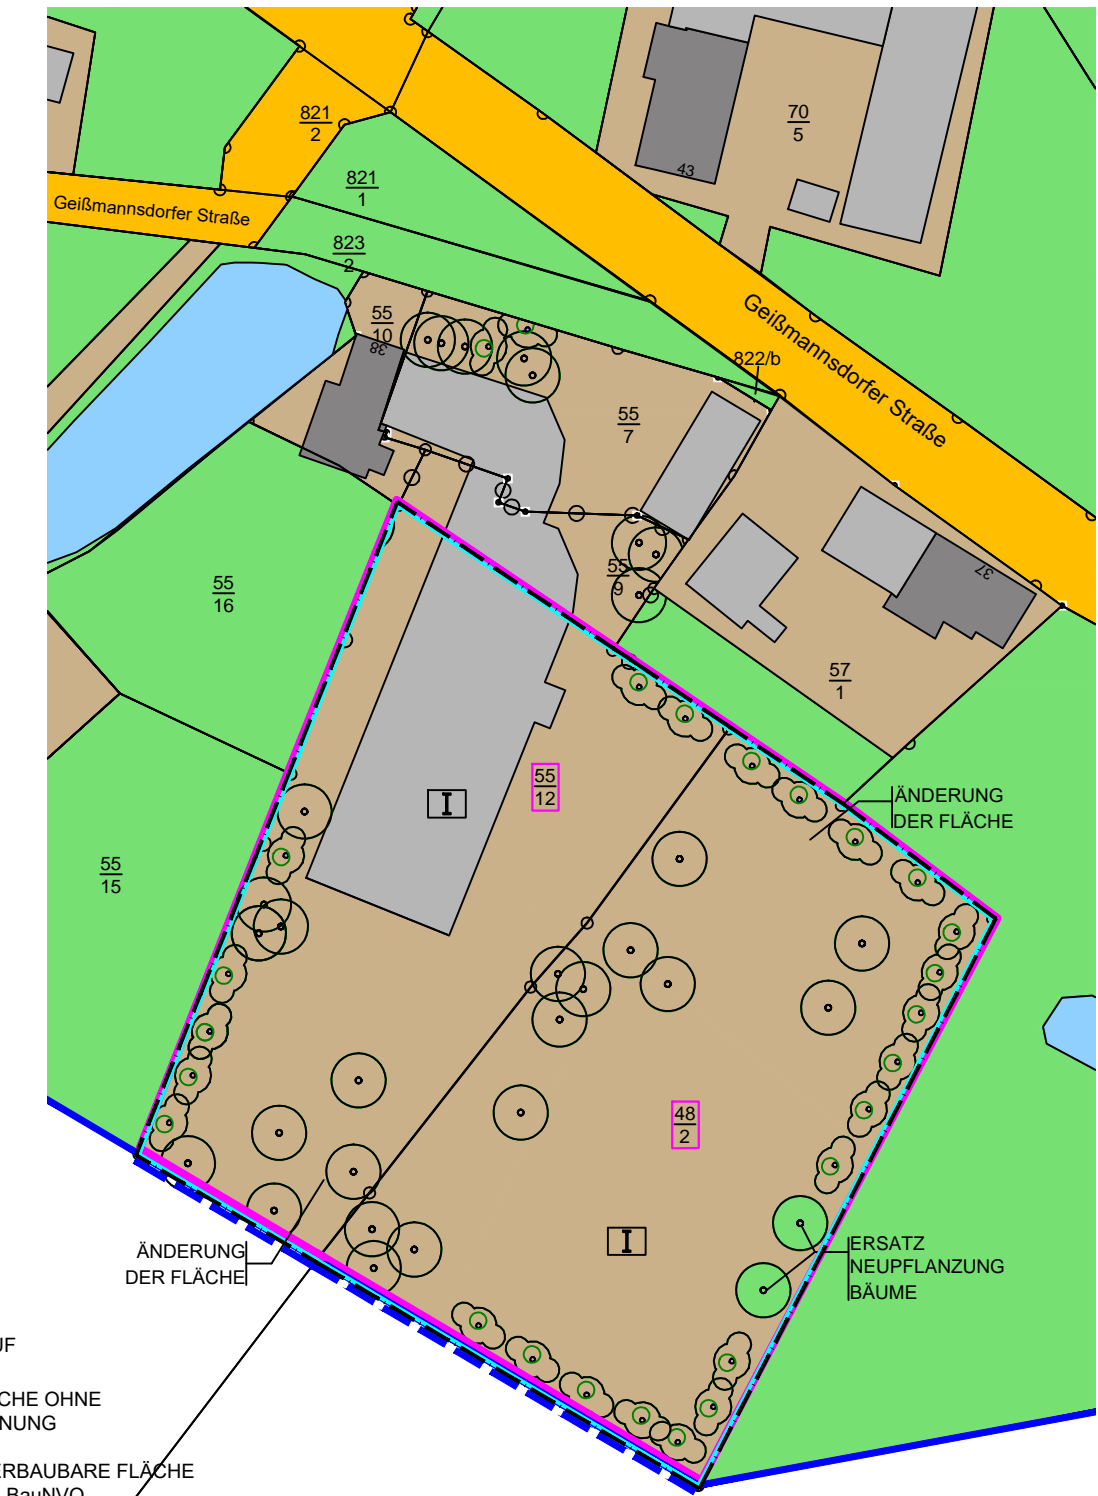 821
2
70
5
43
821
1
Geißmannsdorfer Straße
823
2
55
10
38
Geißmannsdorfer Straße
822/b
55
7
55
9
37
55
16
57
1
55
12
I
ÄNDERUNG
DER FLÄCHE
55
15
48
2
I
ÄNDERUNG
DER FLÄCHE
ERSATZ
NEUPFLANZUNG
BÄUME
UF
CHE OHNE
NUNG
ERBAUBARE FLÄCHE
BauNVO